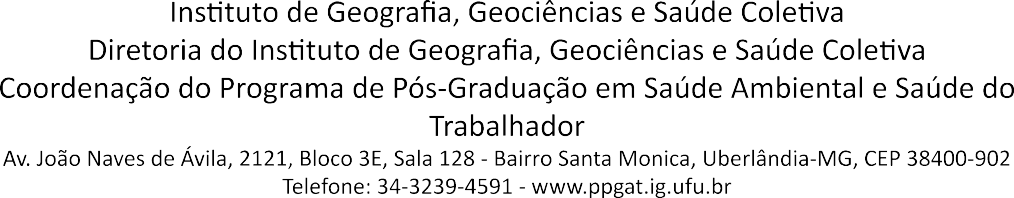 Instituto de Geografia, Geociências e Saúde Coletiva
Diretoria do Instituto de Geografia, Geociências e Saúde Coletiva
Coordenação do Programa de Pós-Graduação em Saúde Ambiental e Saúde do
Trabalhador
Av. João Naves de Ávila, 2121, Bloco 3E, Sala 128 - Bairro Santa Monica, Uberlândia-MG, CEP 38400-902
Telefone: 34-3239-4591 - www.ppgat.ig.ufu.br